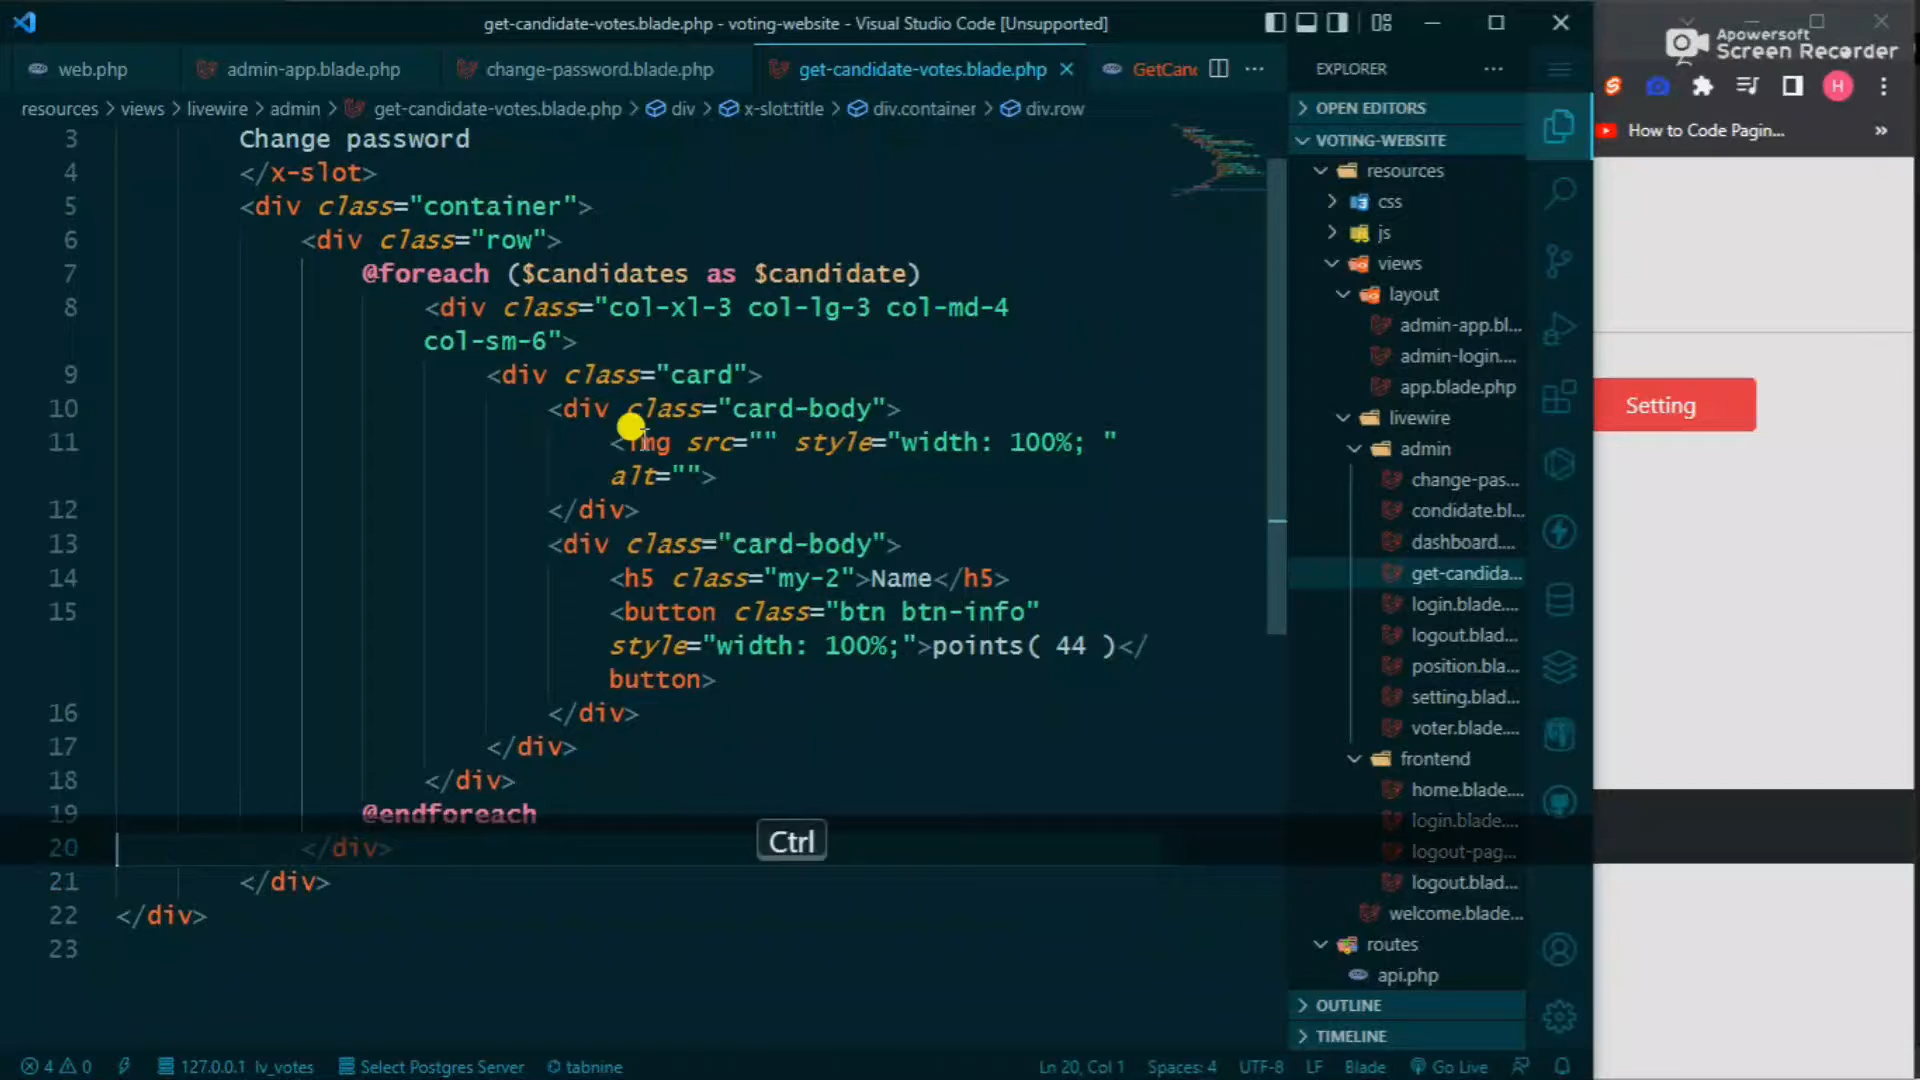 get-candidate-votes.blade.php - voting-website - Visual Studio Code [Unsupported]
Apowersoft
Screen Recorder
web.php
admin-app.blade.php
change-password.blade.php
get-candidate-votes.blade.php
GetCan
EXPLORER
H
resources > views > livewire > admin > get-candidate-votes.blade.php > div > x-slot:title > div.container > div.row
OPEN EDITORS
VOTING-WEBSITE
How to Code Pagin...
»
3 Change password
4 </x-slot>
5 <div class="container">
6 <div class="row">
7 @foreach ($candidates as $candidate)
8 <div class="col-xl-3 col-lg-3 col-md-4
col-sm-6">
9 <div class="card">
10 <div class="card-body">
11 <img src="" style="width: 100%; "
alt="">
12 </div>
13 <div class="card-body">
14 <h5 class="my-2">Name</h5>
15 <button class="btn btn-info"
style="width: 100%;">points( 44 )</
button>
16 </div>
17 </div>
18 </div>
19 @endforeach
20 </div>
21 </div>
22 </div>
23
Ctrl
resources
css
js
views
layout
admin-app.bl...
admin-login....
app.blade.php
livewire
admin
change-pas...
condidate.bl...
dashboard....
get-candida...
login.blade....
logout.blad...
position.bla...
setting.blad...
voter.blade....
frontend
home.blade....
login.blade....
logout-pag...
logout.blad...
welcome.blade...
routes
api.php
OUTLINE
TIMELINE
Setting
4 0 127.0.0.1 lv_votes Select Postgres Server tabnine Ln 20, Col 1 Spaces: 4 UTF-8 LF Blade Go Live